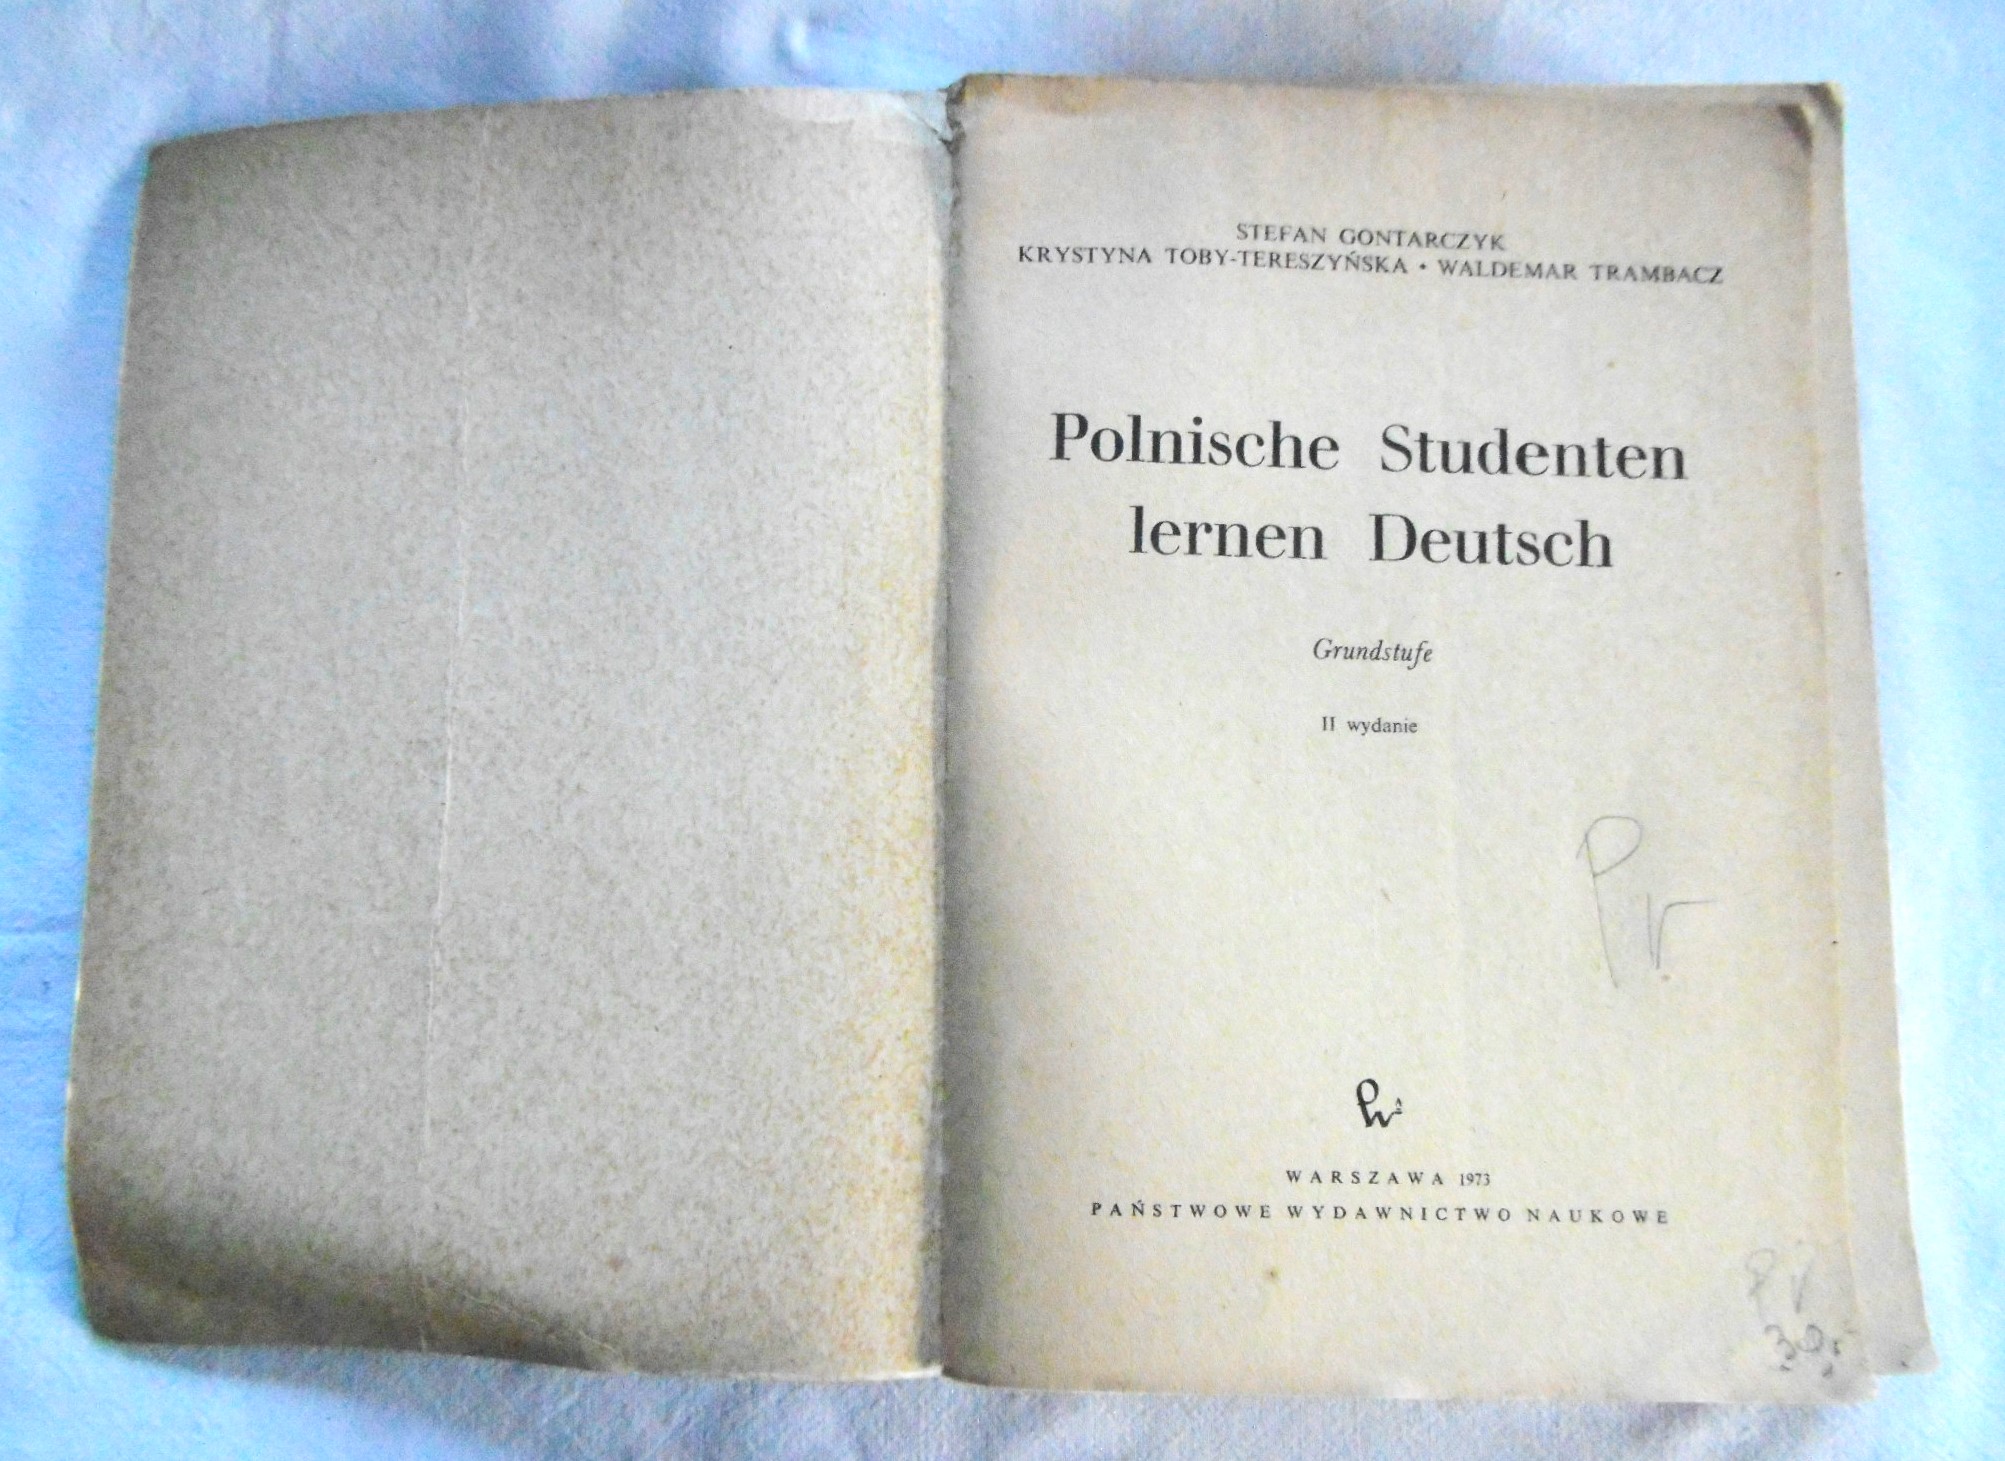 STEFAN GONTARCZYK
KRYSTYNA TOBY-TERESZYŃSKA • WALDEMAR TRAMBACZ
Polnische Studenten
lernen Deutsch
Grundstufe
II wydanie
Pr
WARSZAWA 1973
PAŃSTWOWE WYDAWNICTWO NAUKOWE